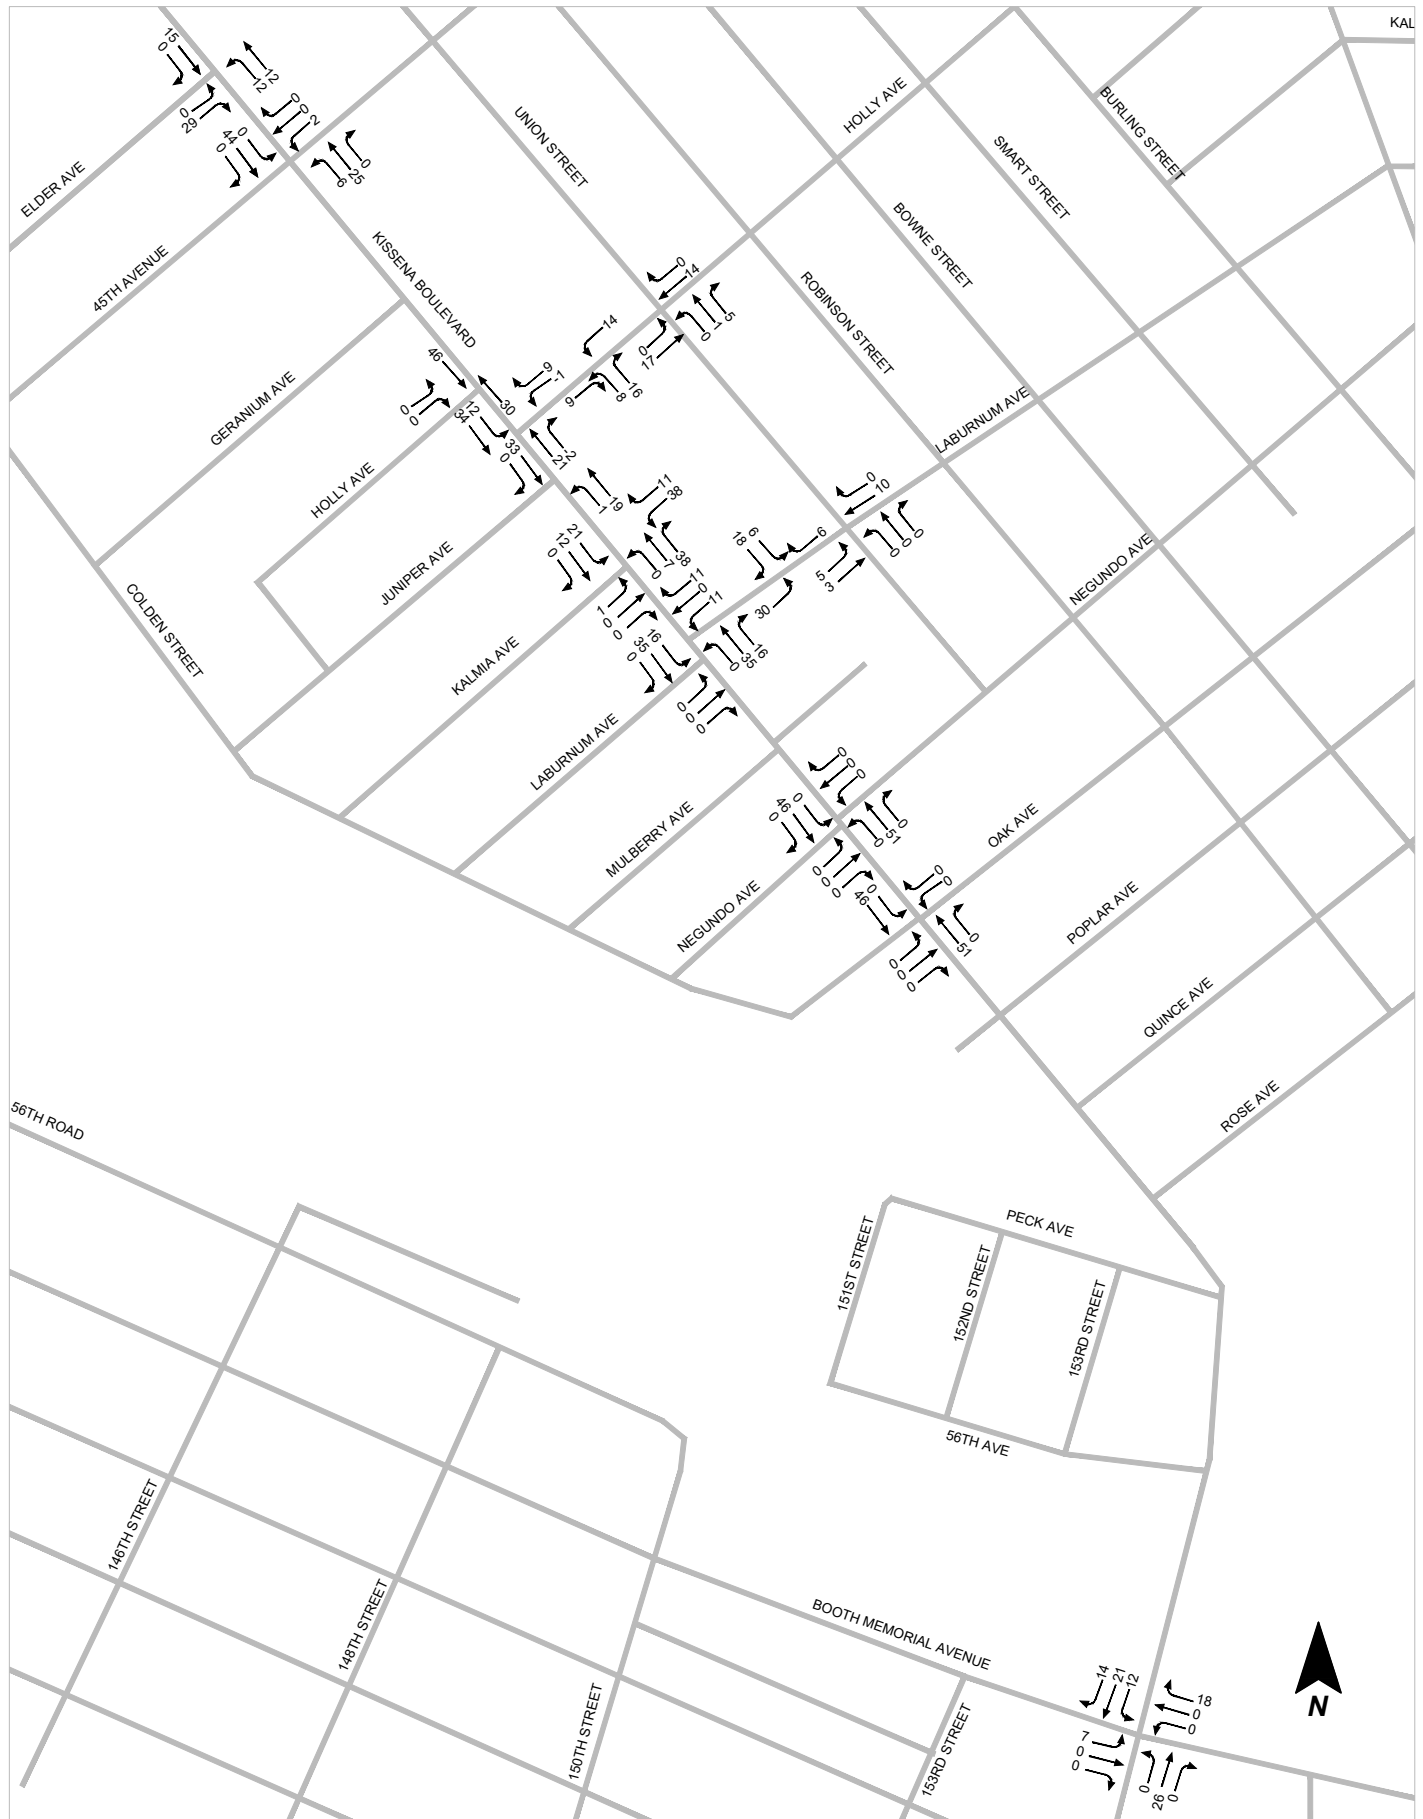 KAL
15
0
12
12
0
29
0
0
2
0
44
0
0
25
6
ELDER AVE
45TH AVENUE
UNION STREET
HOLLY AVE
BURLING STREET
SMART STREET
BOWNE STREET
ROBINSON STREET
KISSENA BOULEVARD
0
14
5
-1
0
0
17
14
16
8
9
9
-1
46
30
0
0
12
34
33
0
-2
21
GERANIUM AVE
LABURNUM AVE
HOLLY AVE
19
1
11
38
38
-7
0
21
12
0
1
0
0
11
0
11
6
18
6
30
0
10
5
3
0
0
0
JUNIPER AVE
NEGUNDO AVE
COLDEN STREET
KALMIA AVE
16
35
0
16
35
0
0
0
0
LABURNUM AVE
MULBERRY AVE
NEGUNDO AVE
0
0
0
0
46
0
0
51
0
0
0
0
OAK AVE
0
46
0
0
0
51
0
0
0
POPLAR AVE
QUINCE AVE
ROSE AVE
56TH ROAD
PECK AVE
151ST STREET
152ND STREET
153RD STREET
56TH AVE
146TH STREET
148TH STREET
150TH STREET
BOOTH MEMORIAL AVENUE
153RD STREET
14
21
12
18
0
0
7
0
0
0
26
0
N